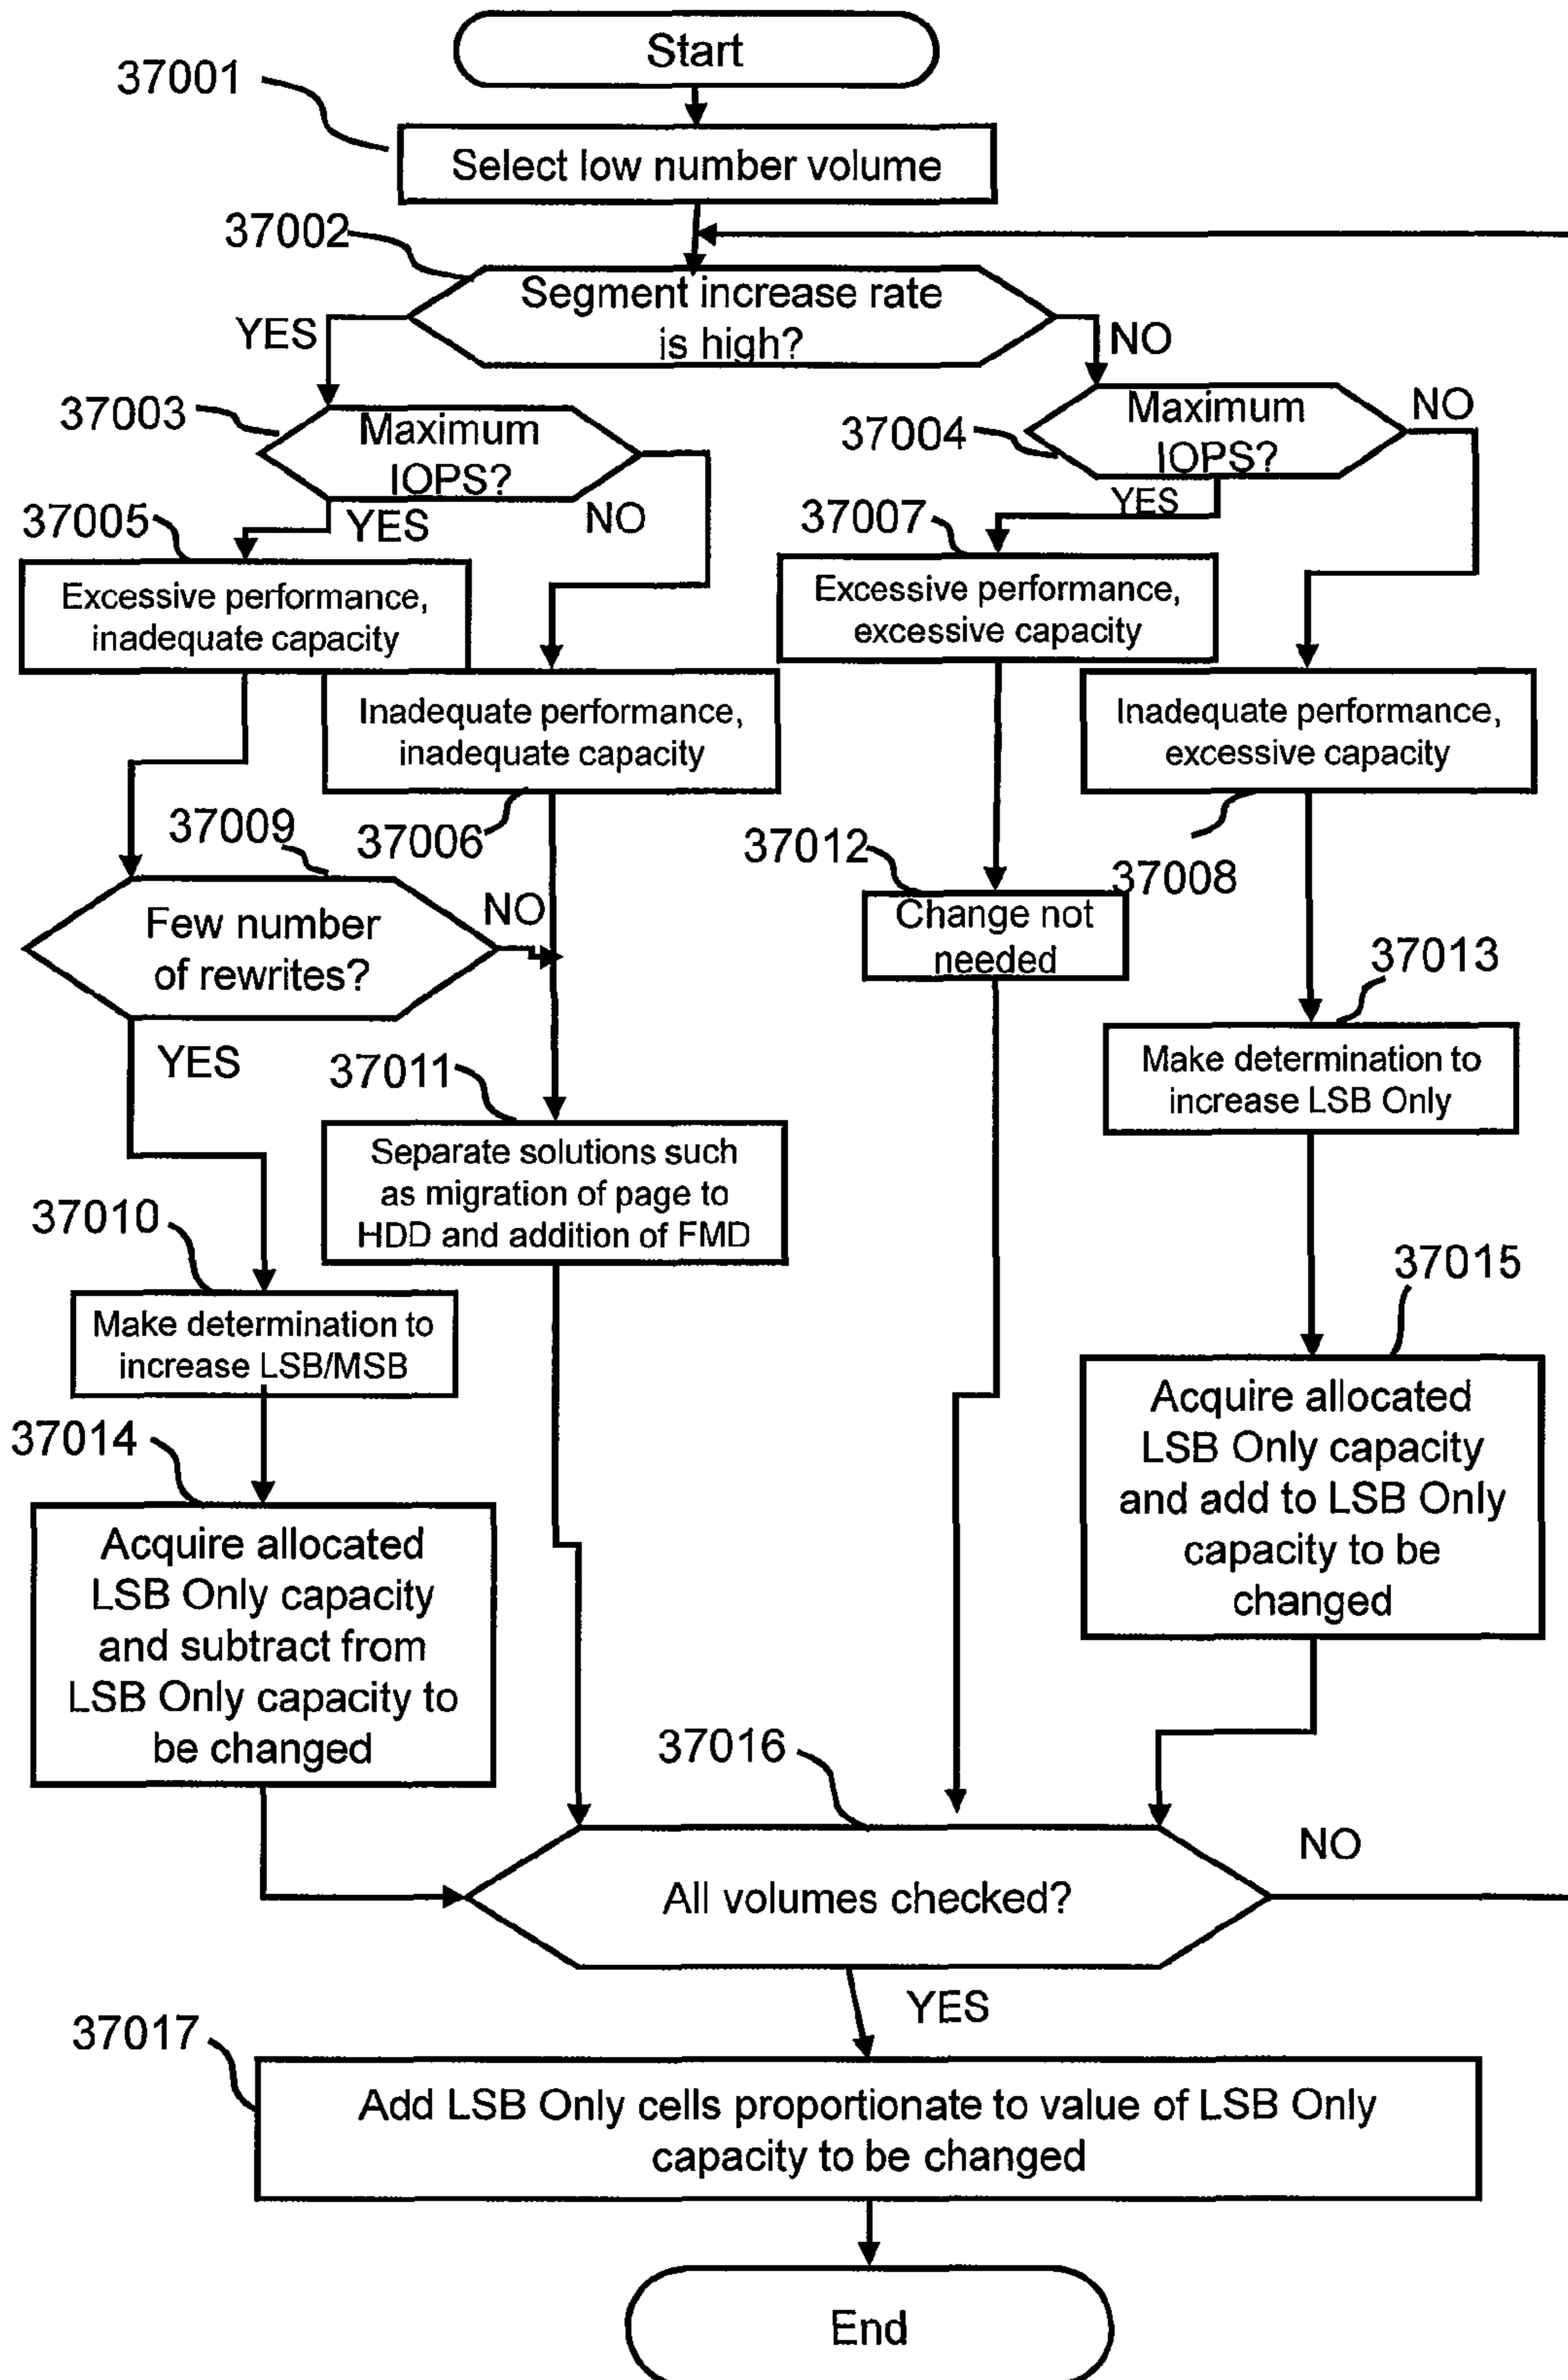 Start
37001
Select low number volume
37002
Segment increase rate
is high?
YES
NO
37003
Maximum
IOPS?
37004
Maximum
IOPS?
NO
YES
NO
YES
37005
Excessive performance,
inadequate capacity
37007
Excessive performance,
excessive capacity
Inadequate performance,
inadequate capacity
37006
Inadequate performance,
excessive capacity
37008
37009
Few number
of rewrites?
NO
YES
37012
Change not
needed
37013
Make determination to
increase LSB Only
37011
Separate solutions such
as migration of page to
HDD and addition of FMD
37010
Make determination to
increase LSB/MSB
37015
Acquire allocated
LSB Only capacity
and add to LSB Only
capacity to be
changed
37014
Acquire allocated
LSB Only capacity
and subtract from
LSB Only capacity to
be changed
37016
All volumes checked?
NO
YES
37017
Add LSB Only cells proportionate to value of LSB Only
capacity to be changed
End